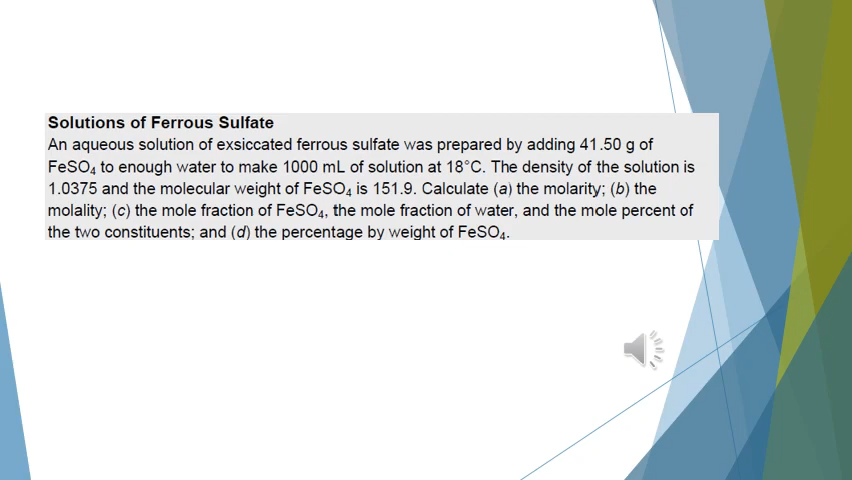 Solutions of Ferrous Sulfate
An aqueous solution of exsiccated ferrous sulfate was prepared by adding 41.50 g of
FeSO₄ to enough water to make 1000 mL of solution at 18°C. The density of the solution is
1.0375 and the molecular weight of FeSO₄ is 151.9. Calculate (a) the molarity; (b) the
molality; (c) the mole fraction of FeSO₄, the mole fraction of water, and the mole percent of
the two constituents; and (d) the percentage by weight of FeSO₄.